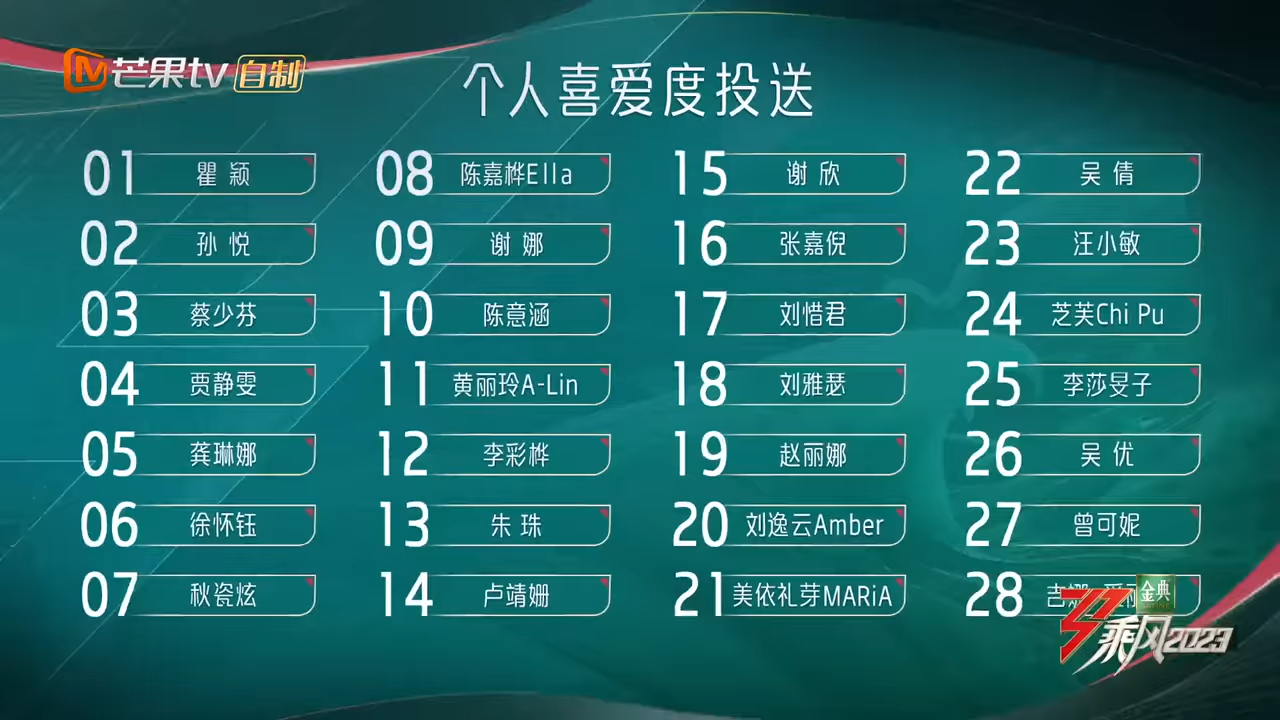 芒果tv 自制
个人喜爱度投送
01 瞿 颖
02 孙 悦
03 蔡少芬
04 贾静雯
05 龚琳娜
06 徐怀钰
07 秋瓷炫
08 陈嘉桦Ella
09 谢 娜
10 陈意涵
11 黄丽玲A-Lin
12 李彩桦
13 朱 珠
14 卢靖姗
15 谢 欣
16 张嘉倪
17 刘惜君
18 刘雅瑟
19 赵丽娜
20 刘逸云Amber
21 美依礼芽MARiA
22 吴 倩
23 汪小敏
24 芝芙Chi Pu
25 李莎旻子
26 吴 优
27 曾可妮
28 吉娜
金典
乘风2023